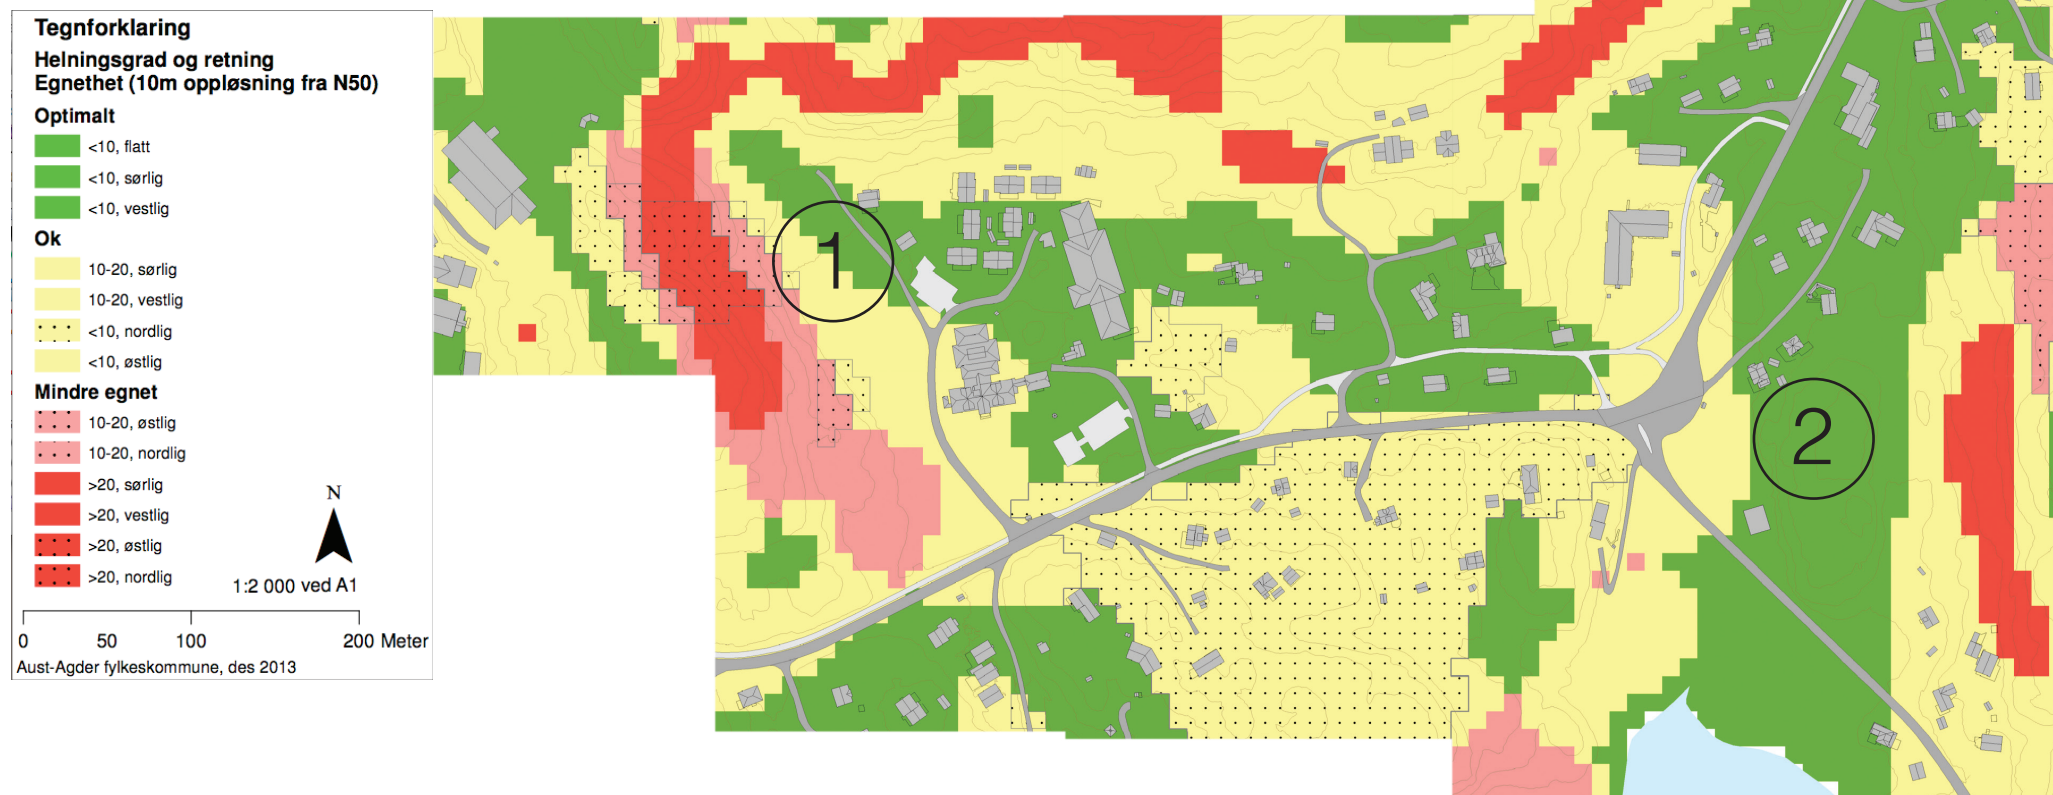 Tegnforklaring
Helningsgrad og retning
Egnethet (10m oppløsning fra N50)
Optimalt
<10, flatt
<10, sørlig
<10, vestlig
Ok
10-20, sørlig
10-20, vestlig
<10, nordlig
<10, østlig
Mindre egnet
10-20, østlig
10-20, nordlig
>20, sørlig
>20, vestlig
>20, østlig
>20, nordlig
N
1:2 000 ved A1
0 50 100 200 Meter
Aust-Agder fylkeskommune, des 2013
1
2